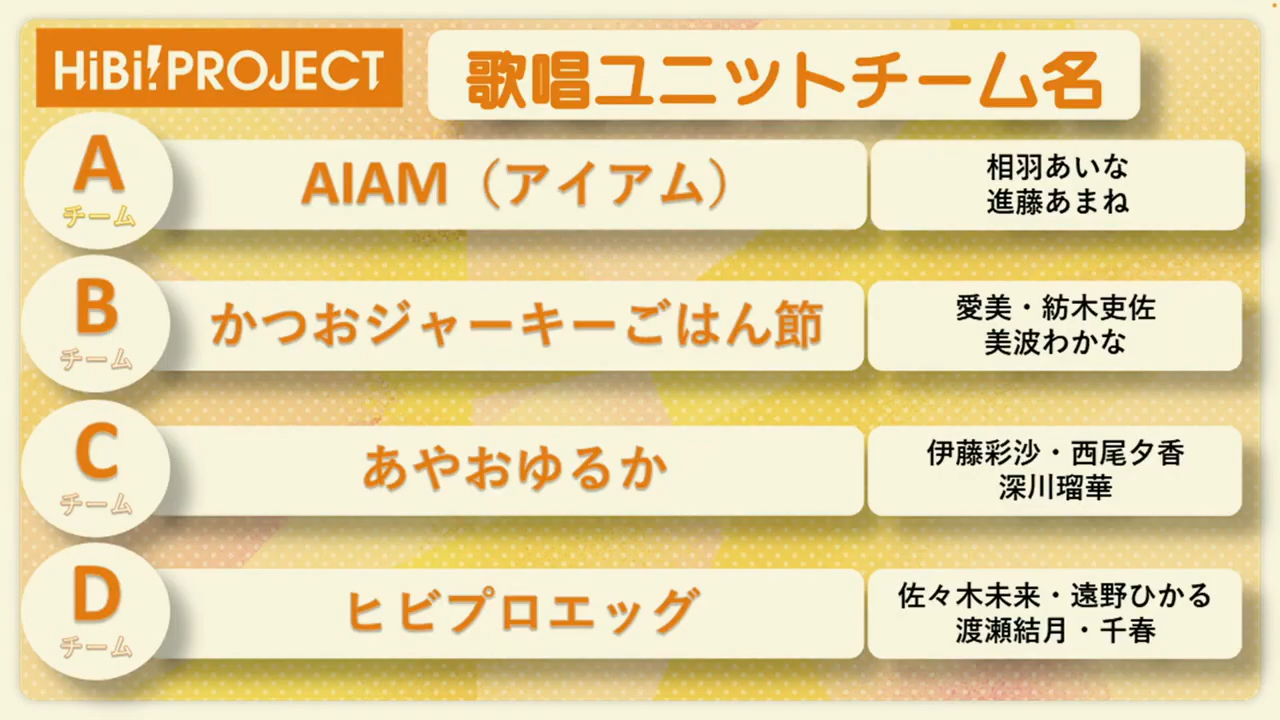 HiBi!PROJECT
歌唱ユニットチーム名
A
チーム
AIAM（アイアム）
相羽あいな
進藤あまね
B
チーム
かつおジャーキーごはん節
愛美・紡木吏佐
美波わかな
C
チーム
あやおゆるか
伊藤彩沙・西尾夕香
深川瑠華
D
チーム
ヒビプロエッグ
佐々木未来・遠野ひかる
渡瀬結月・千春